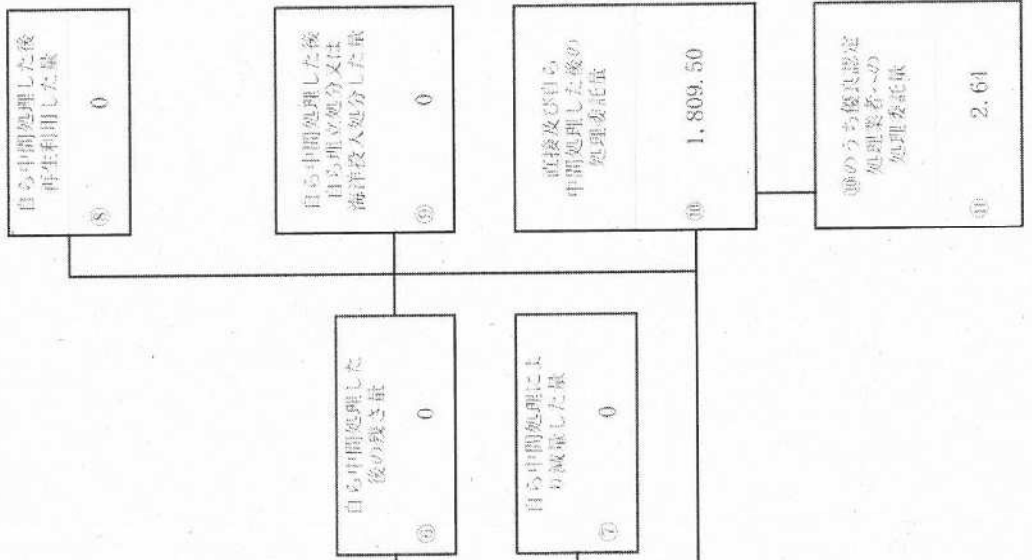 自ら中間処理した後
再生利用した量
⑧
0
自ら中間処理した後
自ら埋立処分又は
海洋投入処分した量
⑨
0
直接及び自ら
中間処理した後の
処理委託量
⑩
1.809.50
⑩のうち優良認定
処理業者への
処理委託量
⑪
2.64
自ら中間処理した
後の残さ量
⑥
0
自ら中間処理によ
り減量した量
⑦
0